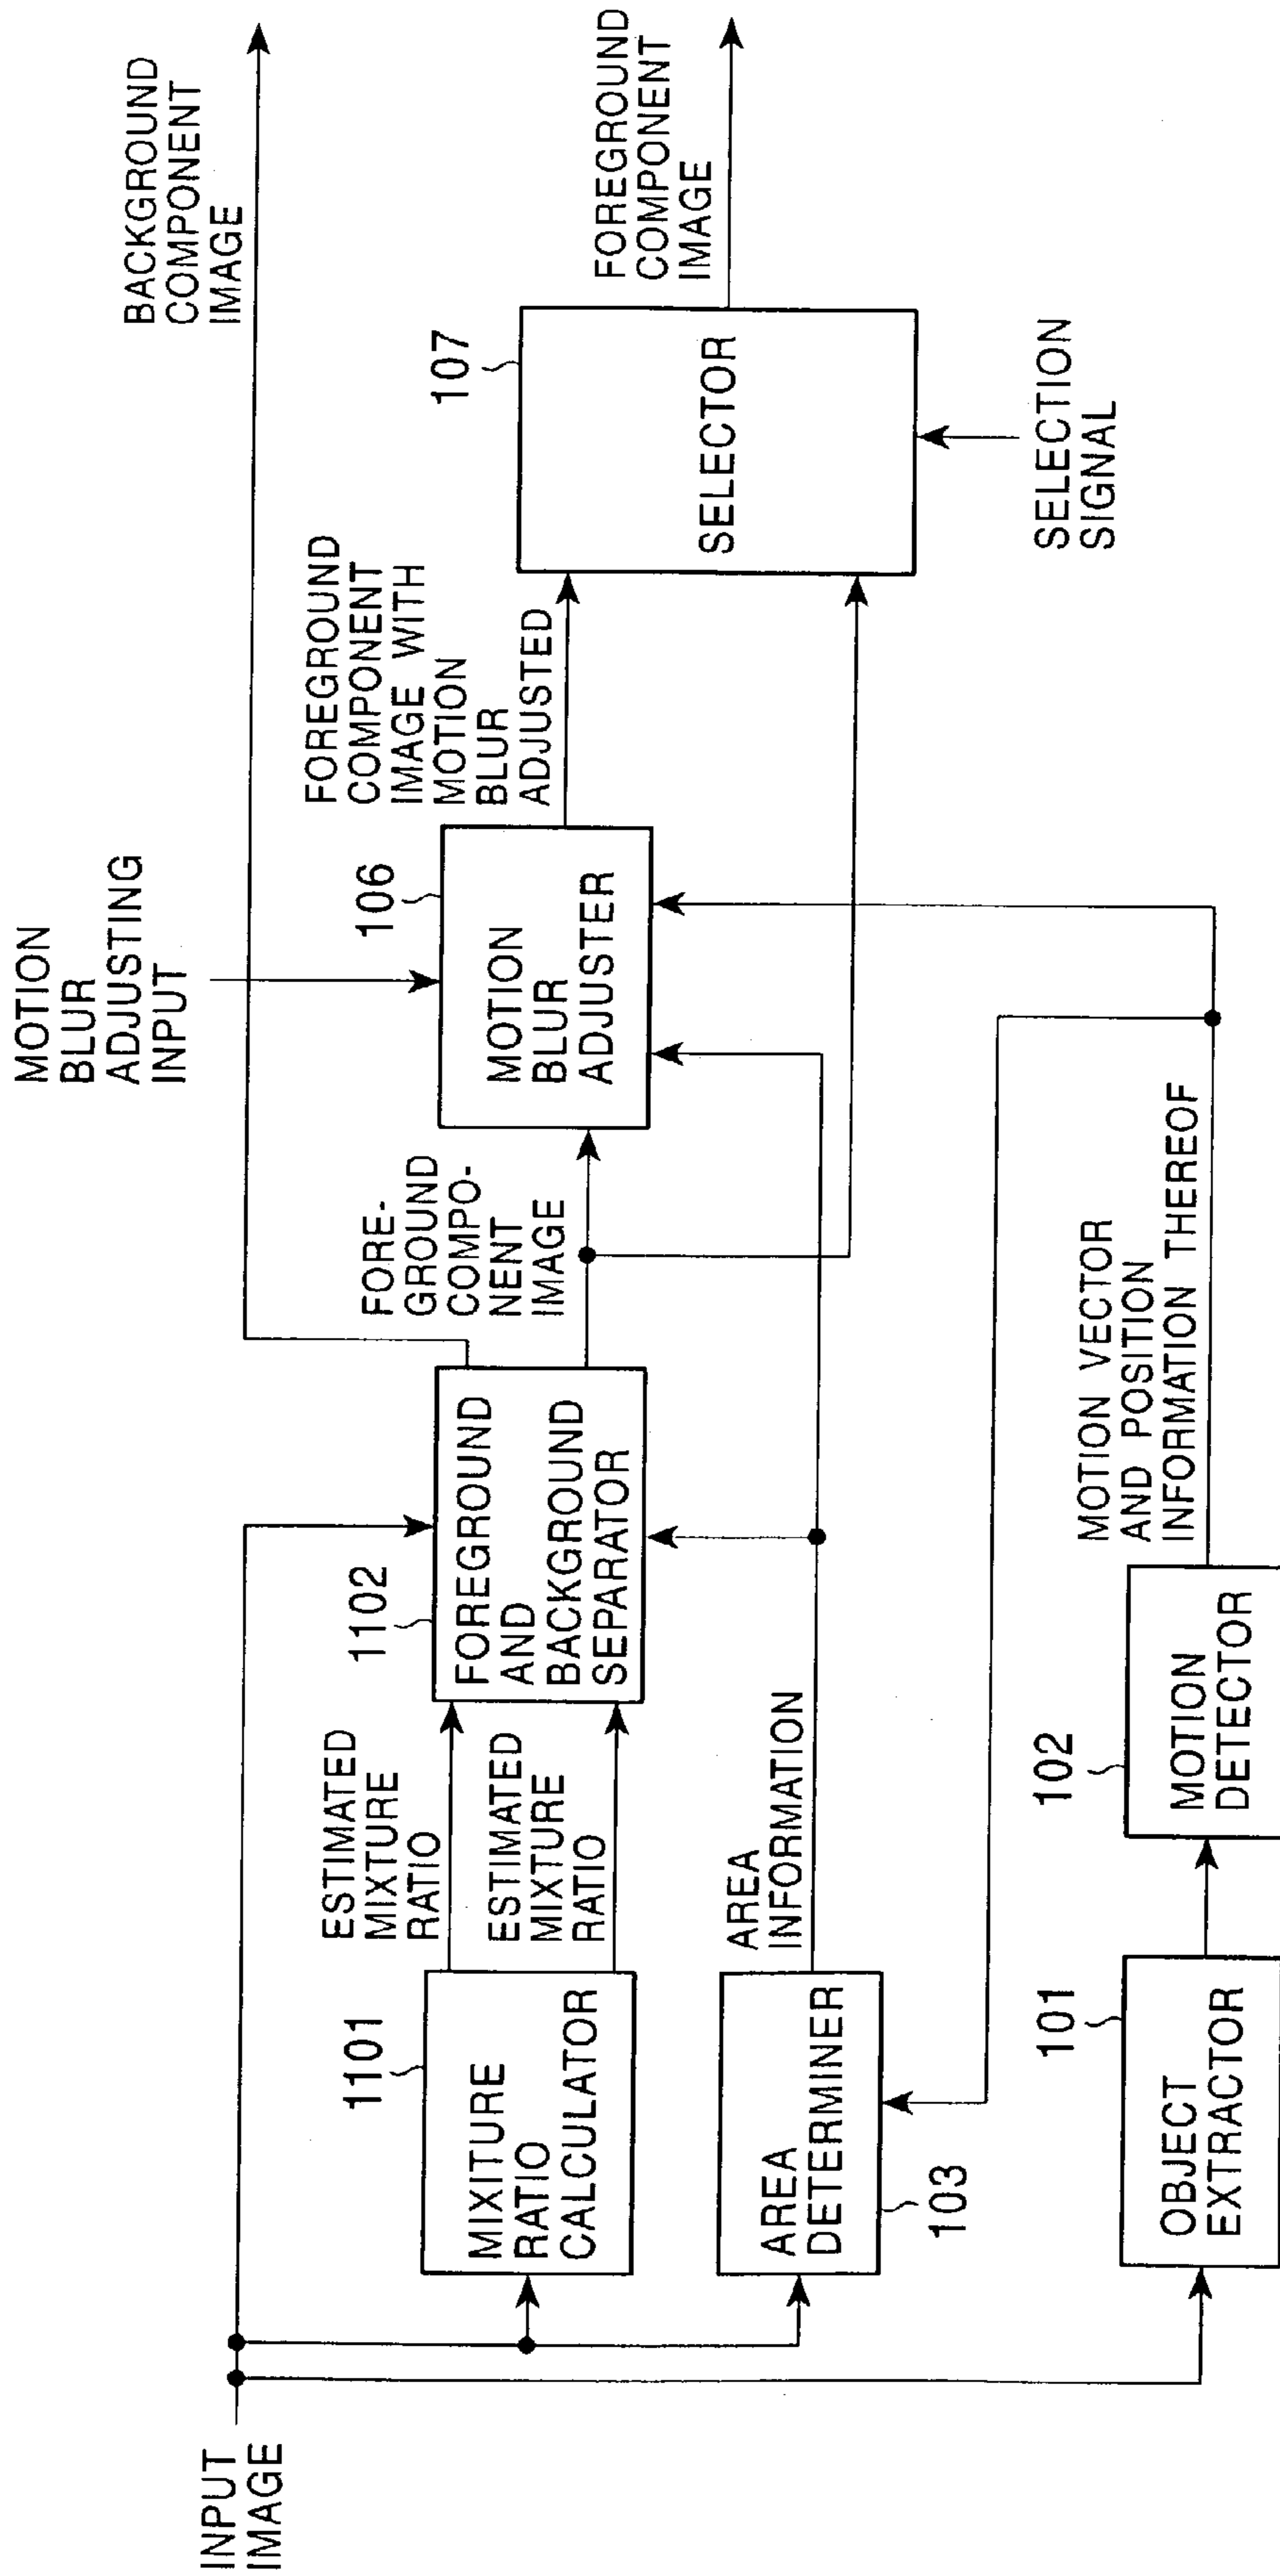 INPUT
IMAGE
1101
MIXITURE
RATIO
CALCULATOR
ESTIMATED
MIXTURE
RATIO
ESTIMATED
MIXTURE
RATIO
1102
FOREGROUND
AND
BACKGROUND
SEPARATOR
FORE-
GROUND
COMPO-
NENT
IMAGE
MOTION
BLUR
ADJUSTING
INPUT
106
MOTION
BLUR
ADJUSTER
FOREGROUND
COMPONENT
IMAGE WITH
MOTION
BLUR
ADJUSTED
107
SELECTOR
SELECTION
SIGNAL
BACKGROUND
COMPONENT
IMAGE
FOREGROUND
COMPONENT
IMAGE
AREA
DETERMINER
103
AREA
INFORMATION
101
OBJECT
EXTRACTOR
102
MOTION
DETECTOR
MOTION VECTOR
AND POSITION
INFORMATION THEREOF